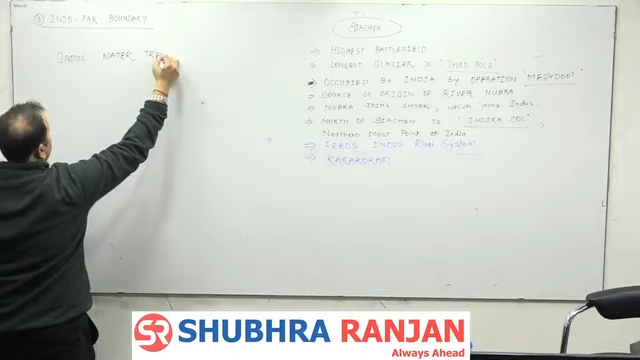 ③ INDO-PAK BOUNDARY
INDUS WATER TREA
SIACHEN
⇒ HIGHEST BATTLEFIELD
○ LONGEST GLACIER IN "THIRD POLE"
● OCCUPIED BY INDIA by OPERATION 'MEGHDOOT'
○ SOURCE OF ORIGIN OF RIVER NUBRA
○ NUBRA JOINS SHYOK, which joins Indus.
○ NORTH OF SIACHEN IS 'INDIRA COL',
Northern Most Point of India
⇒ FEEDS INDUS River System
⇒ KARAKORAM
SR SHUBHRA RANJAN
Always Ahead